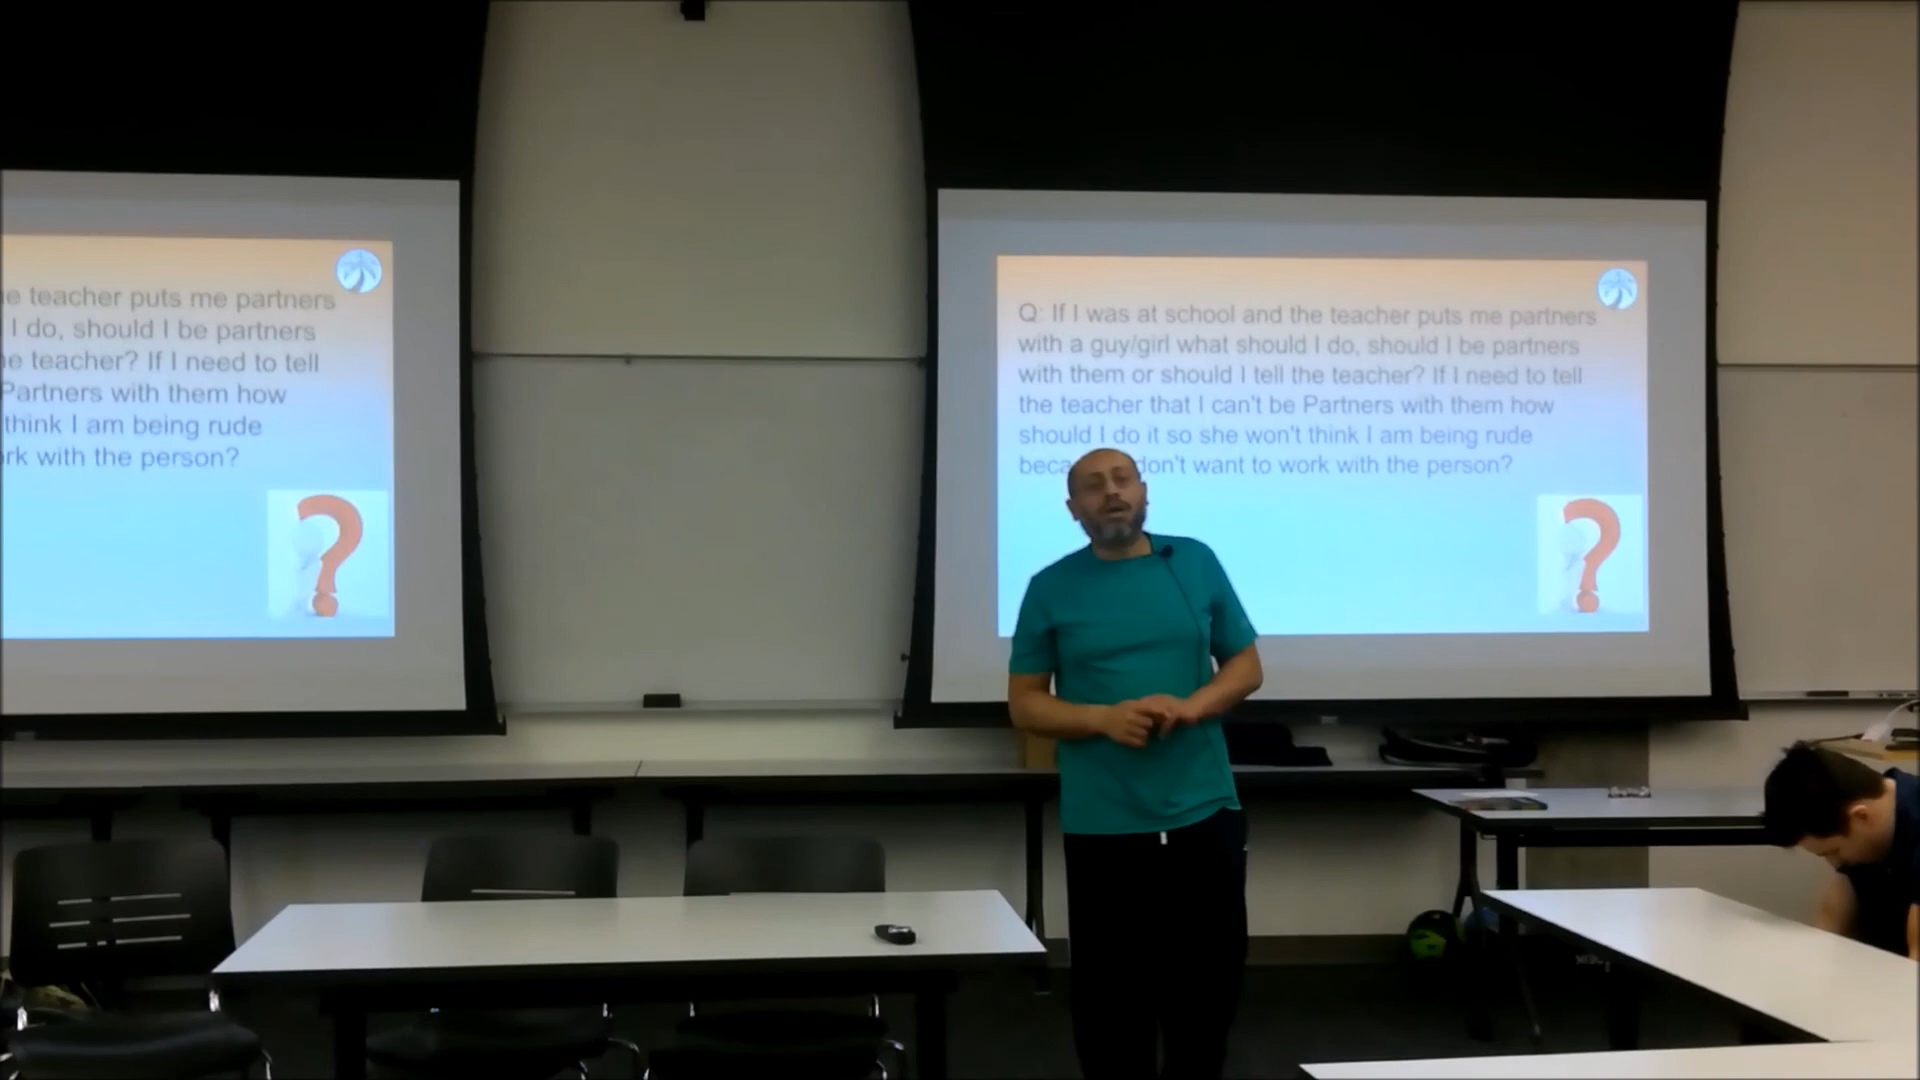 e teacher puts me partners
I do, should I be partners
e teacher? If I need to tell
Partners with them how
think I am being rude
rk with the person?
Q: If I was at school and the teacher puts me partners
with a guy/girl what should I do, should I be partners
with them or should I tell the teacher? If I need to tell
the teacher that I can't be Partners with them how
should I do it so she won't think I am being rude
beca don't want to work with the person?